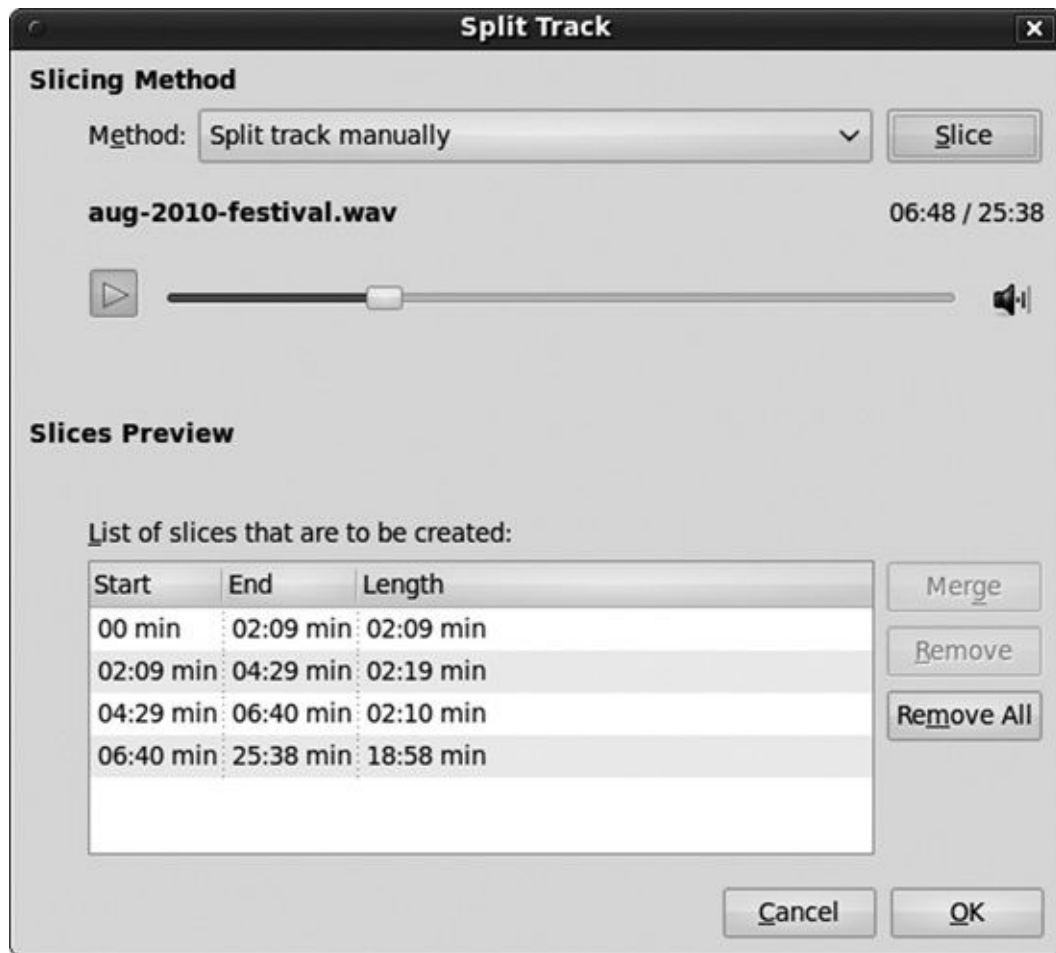 Split Track
Slicing Method
Method: Split track manually Slice
aug-2010-festival.wav 06:48 / 25:38
Slices Preview
List of slices that are to be created:
Start End Length
00 min 02:09 min 02:09 min
02:09 min 04:29 min 02:19 min
04:29 min 06:40 min 02:10 min
06:40 min 25:38 min 18:58 min
Merge
Remove
Remove All
Cancel OK